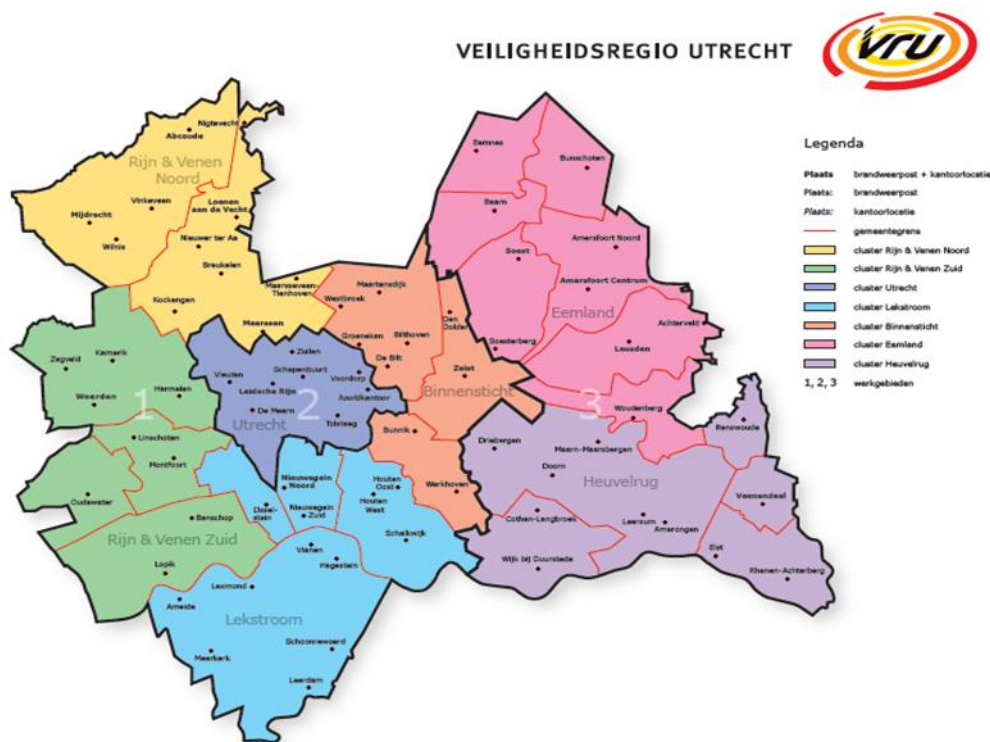 VEILIGHEIDSREGIO UTRECHT
vru
Legenda
Plaats brandweerpost + kantoorlocatie
Plaats: brandweerpost
Plaats: kantoorlocatie
gemeentegrens
cluster Rijn & Venen Noord
cluster Rijn & Venen Zuid
cluster Utrecht
cluster Lekstroom
cluster Binnensticht
cluster Eemland
cluster Heuvelrug
1, 2, 3 werkgebieden
Nigtevecht
Abcoude
Rijn & Venen
Noord
Vinkeveen
Loenen
aan de Vecht
Mijdrecht
Wilnis
Nieuwer ter Aa
Breukelen
Kockengen
Maarsseveen-
Tienhoven
Maarssen
Eemnes
Bunschoten
Baarn
Soest
Amersfoort Noord
Amersfoort Centrum
Eemland
Achterveld
Leusden
Soesterberg
Woudenberg
Maartensdijk
Westbroek
Groenekan
Bilthoven
De Bilt
Den
Dolder
Zeist
Binnensticht
Bunnik
Werkhoven
Zuilen
Vleuten
Schepenbuurt
Voordorp
Leidsche Rijn
hoofdkantoor
De Meern
2
Utrecht
Tolsteeg
Kamerik
Zegveld
Harmelen
Woerden
1
Linschoten
Montfoort
Oudewater
Benschop
Rijn & Venen Zuid
Lopik
IJssel-
stein
Nieuwegein
Noord
Nieuwegein
Zuid
Houten
Oost
Houten
West
Schalkwijk
Vianen
Hagestein
Lexmond
Ameide
Lekstroom
Schoonrewoerd
Meerkerk
Leerdam
3
Driebergen
Maarn-Maarsbergen
Renswoude
Doorn
Heuvelrug
Veenendaal
Cothen-Langbroek
Leersum
Amerongen
Elst
Wijk bij Duurstede
Rhenen-Achterberg